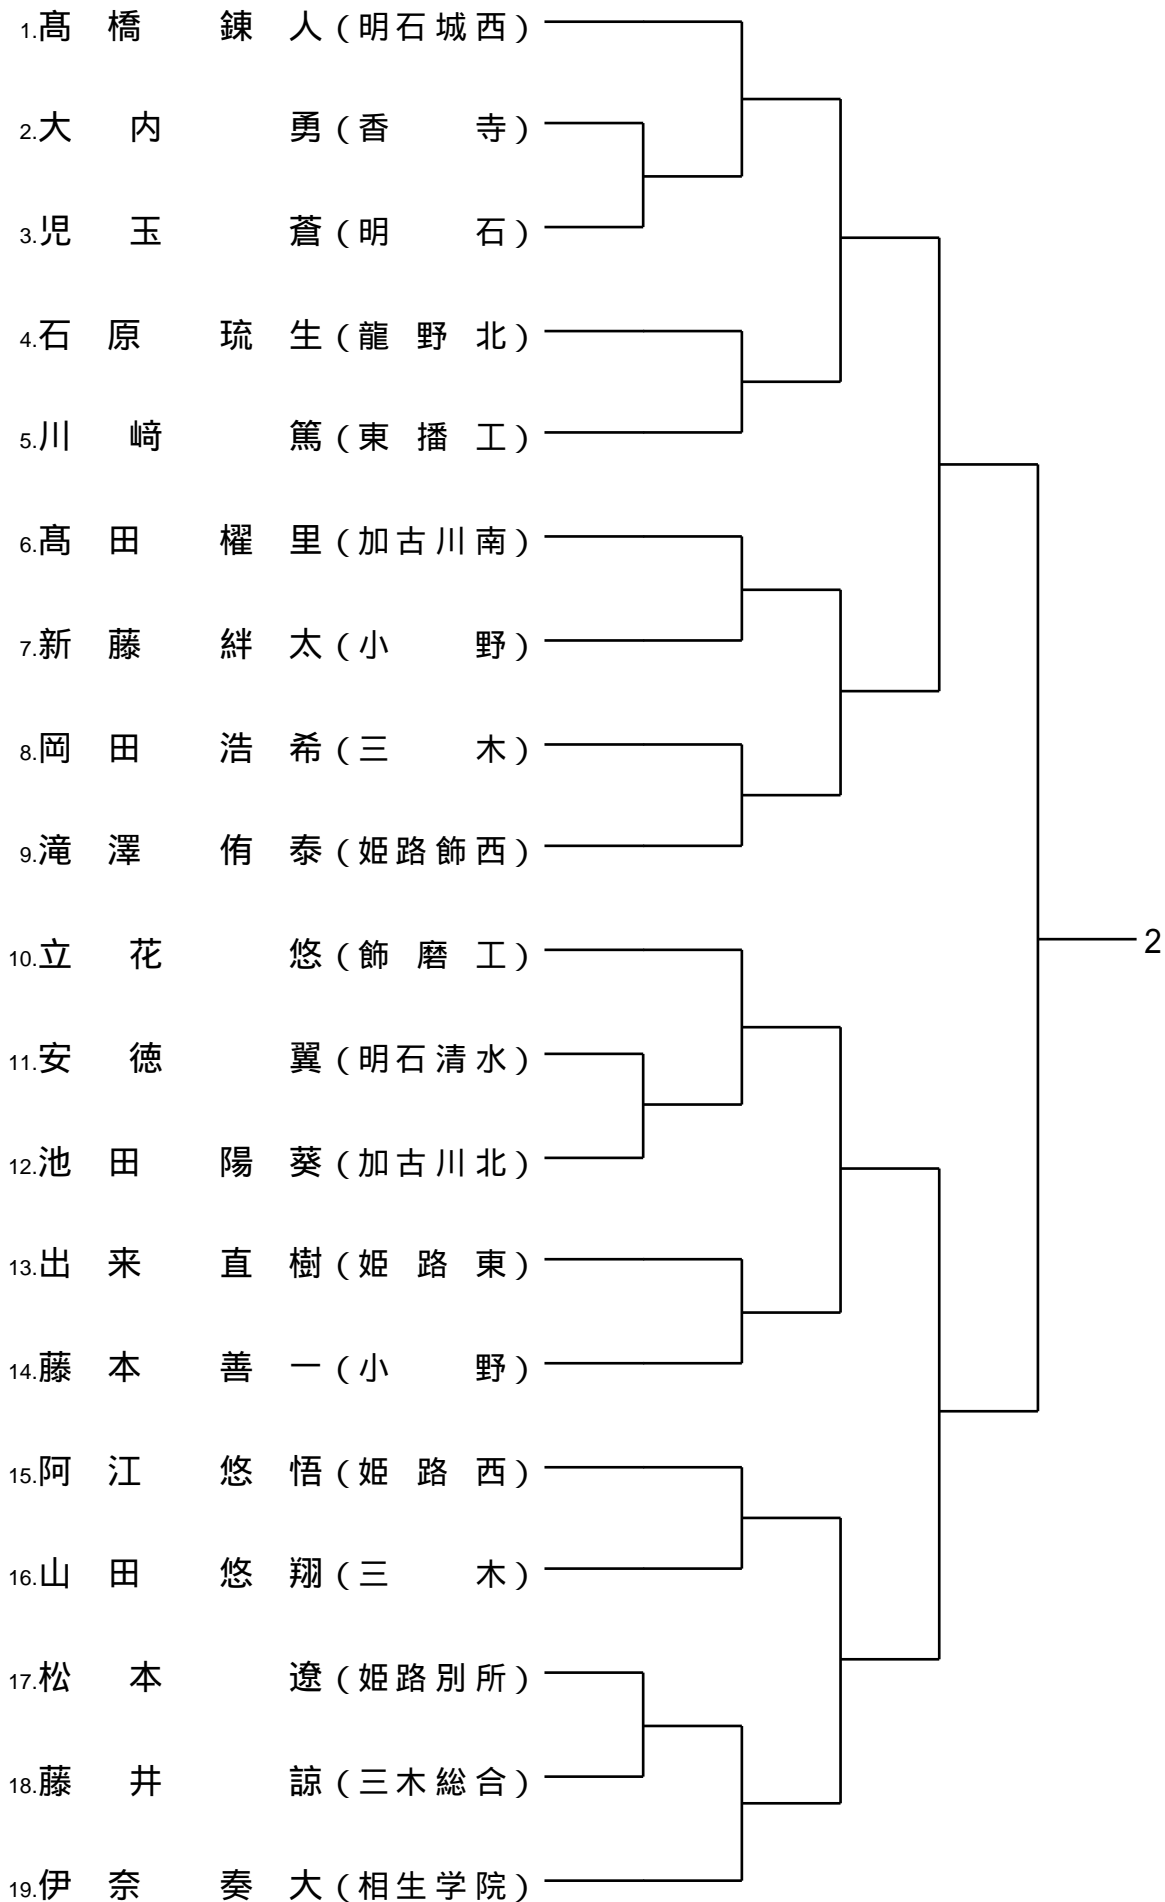 1.髙橋 錬人(明石城西)
2.大内 勇(香寺)
3.児玉 蒼(明石)
4.石原 琉生(龍野北)
5.川﨑 篤(東播工)
6.髙田 櫂里(加古川南)
7.新藤 絆太(小野)
8.岡田 浩希(三木)
9.滝澤 侑泰(姫路飾西)
2
10.立花 悠(飾磨工)
11.安徳 翼(明石清水)
12.池田 陽葵(加古川北)
13.出来 直樹(姫路東)
14.藤本 善一(小野)
15.阿江 悠悟(姫路西)
16.山田 悠翔(三木)
17.松本 遼(姫路別所)
18.藤井 諒(三木総合)
19.伊奈 奏大(相生学院)